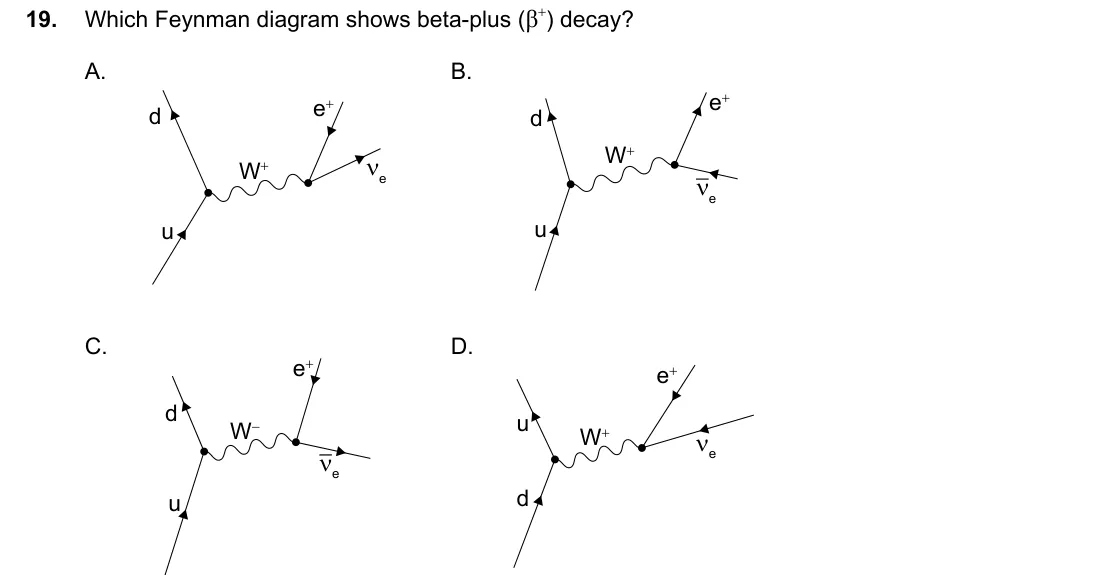 19. Which Feynman diagram shows beta-plus (β⁺) decay?
A.
d
u
W⁺
e⁺
νₑ
B.
d
u
W⁺
e⁺
ν̅ₑ
C.
d
u
W⁻
e⁺
ν̅ₑ
D.
u
d
W⁺
e⁺
νₑ